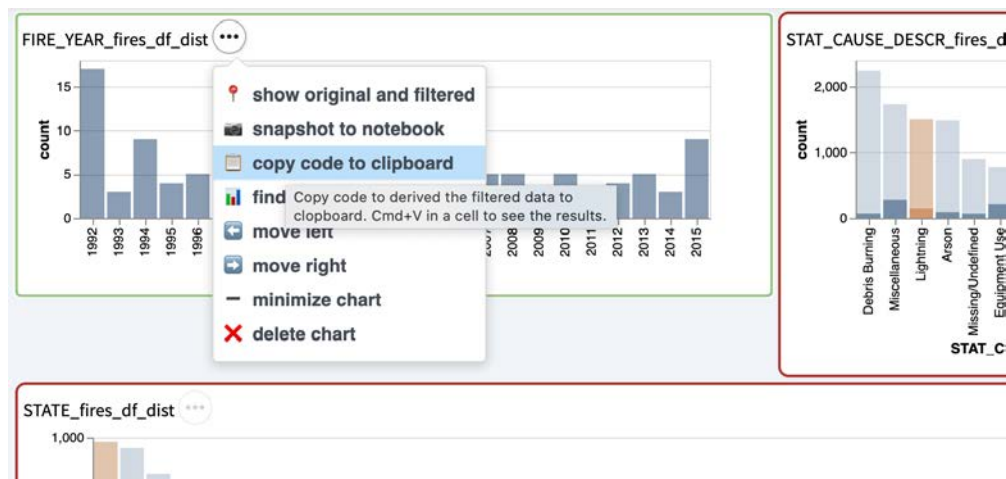 FIRE_YEAR_fires_df_dist
count
15
10
5
0
1992
1993
1994
1995
1996
2008
2009
2010
2011
2012
2013
2014
2015
show original and filtered
snapshot to notebook
copy code to clipboard
find
Copy code to derived the filtered data to
clopboard. Cmd+V in a cell to see the results.
move left
move right
minimize chart
delete chart
STAT_CAUSE_DESCR_fires_d
count
2,000
1,000
0
Debris Burning
Miscellaneous
Lightning
Arson
Missing/Undefined
Equipment Use
STAT_C
STATE_fires_df_dist
1,000